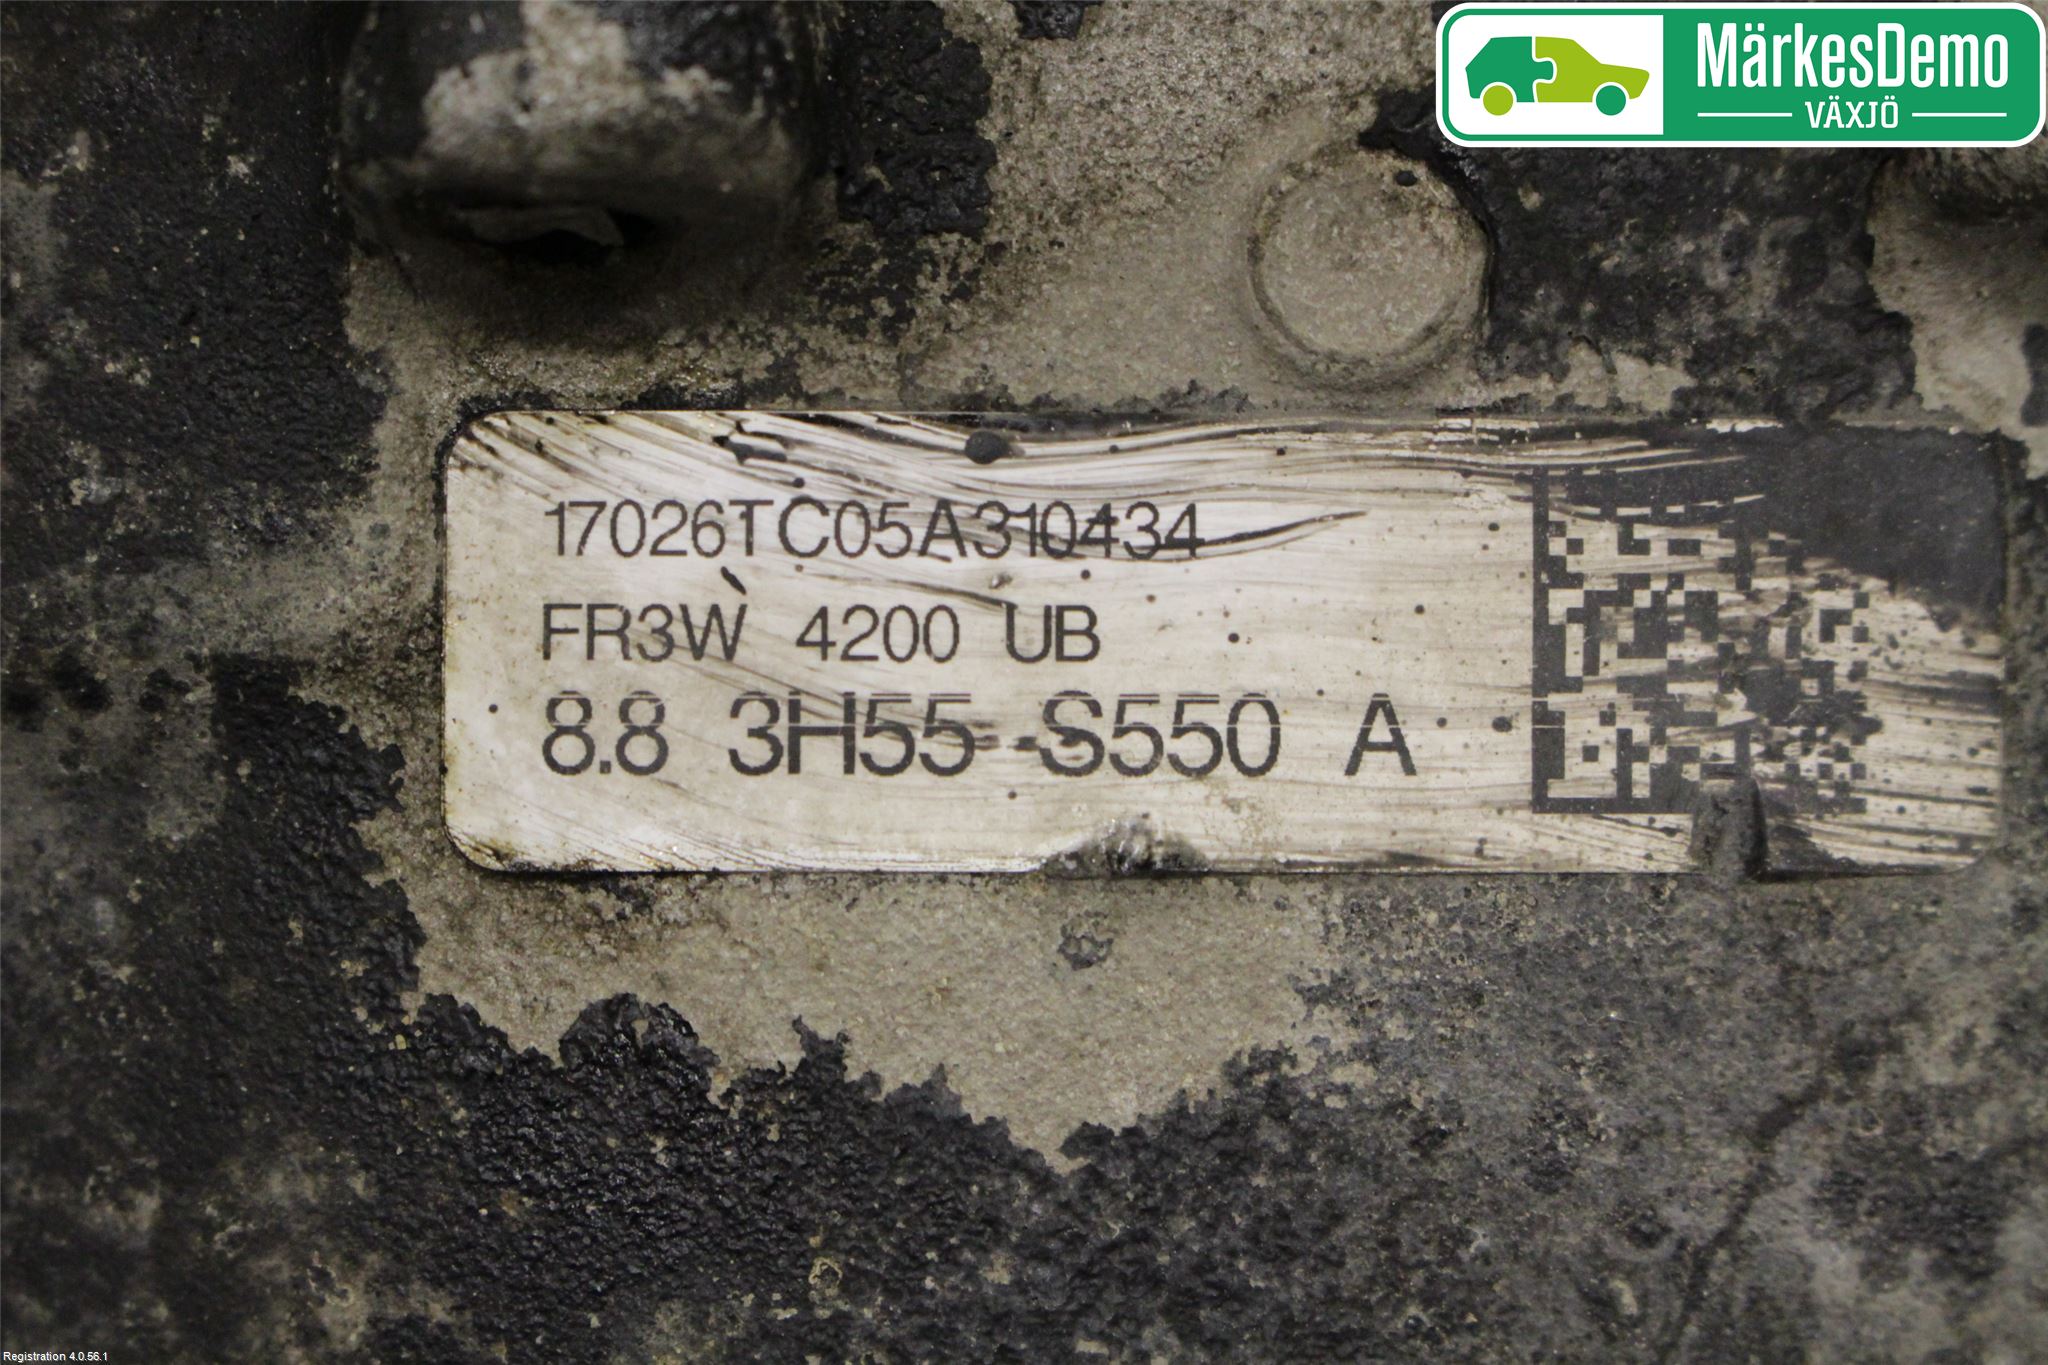 MärkesDemo
VÄXJÖ
17026TC05A310434
FR3W 4200 UB
8.8 3H55 S550 A
Registration 4.0.56.1